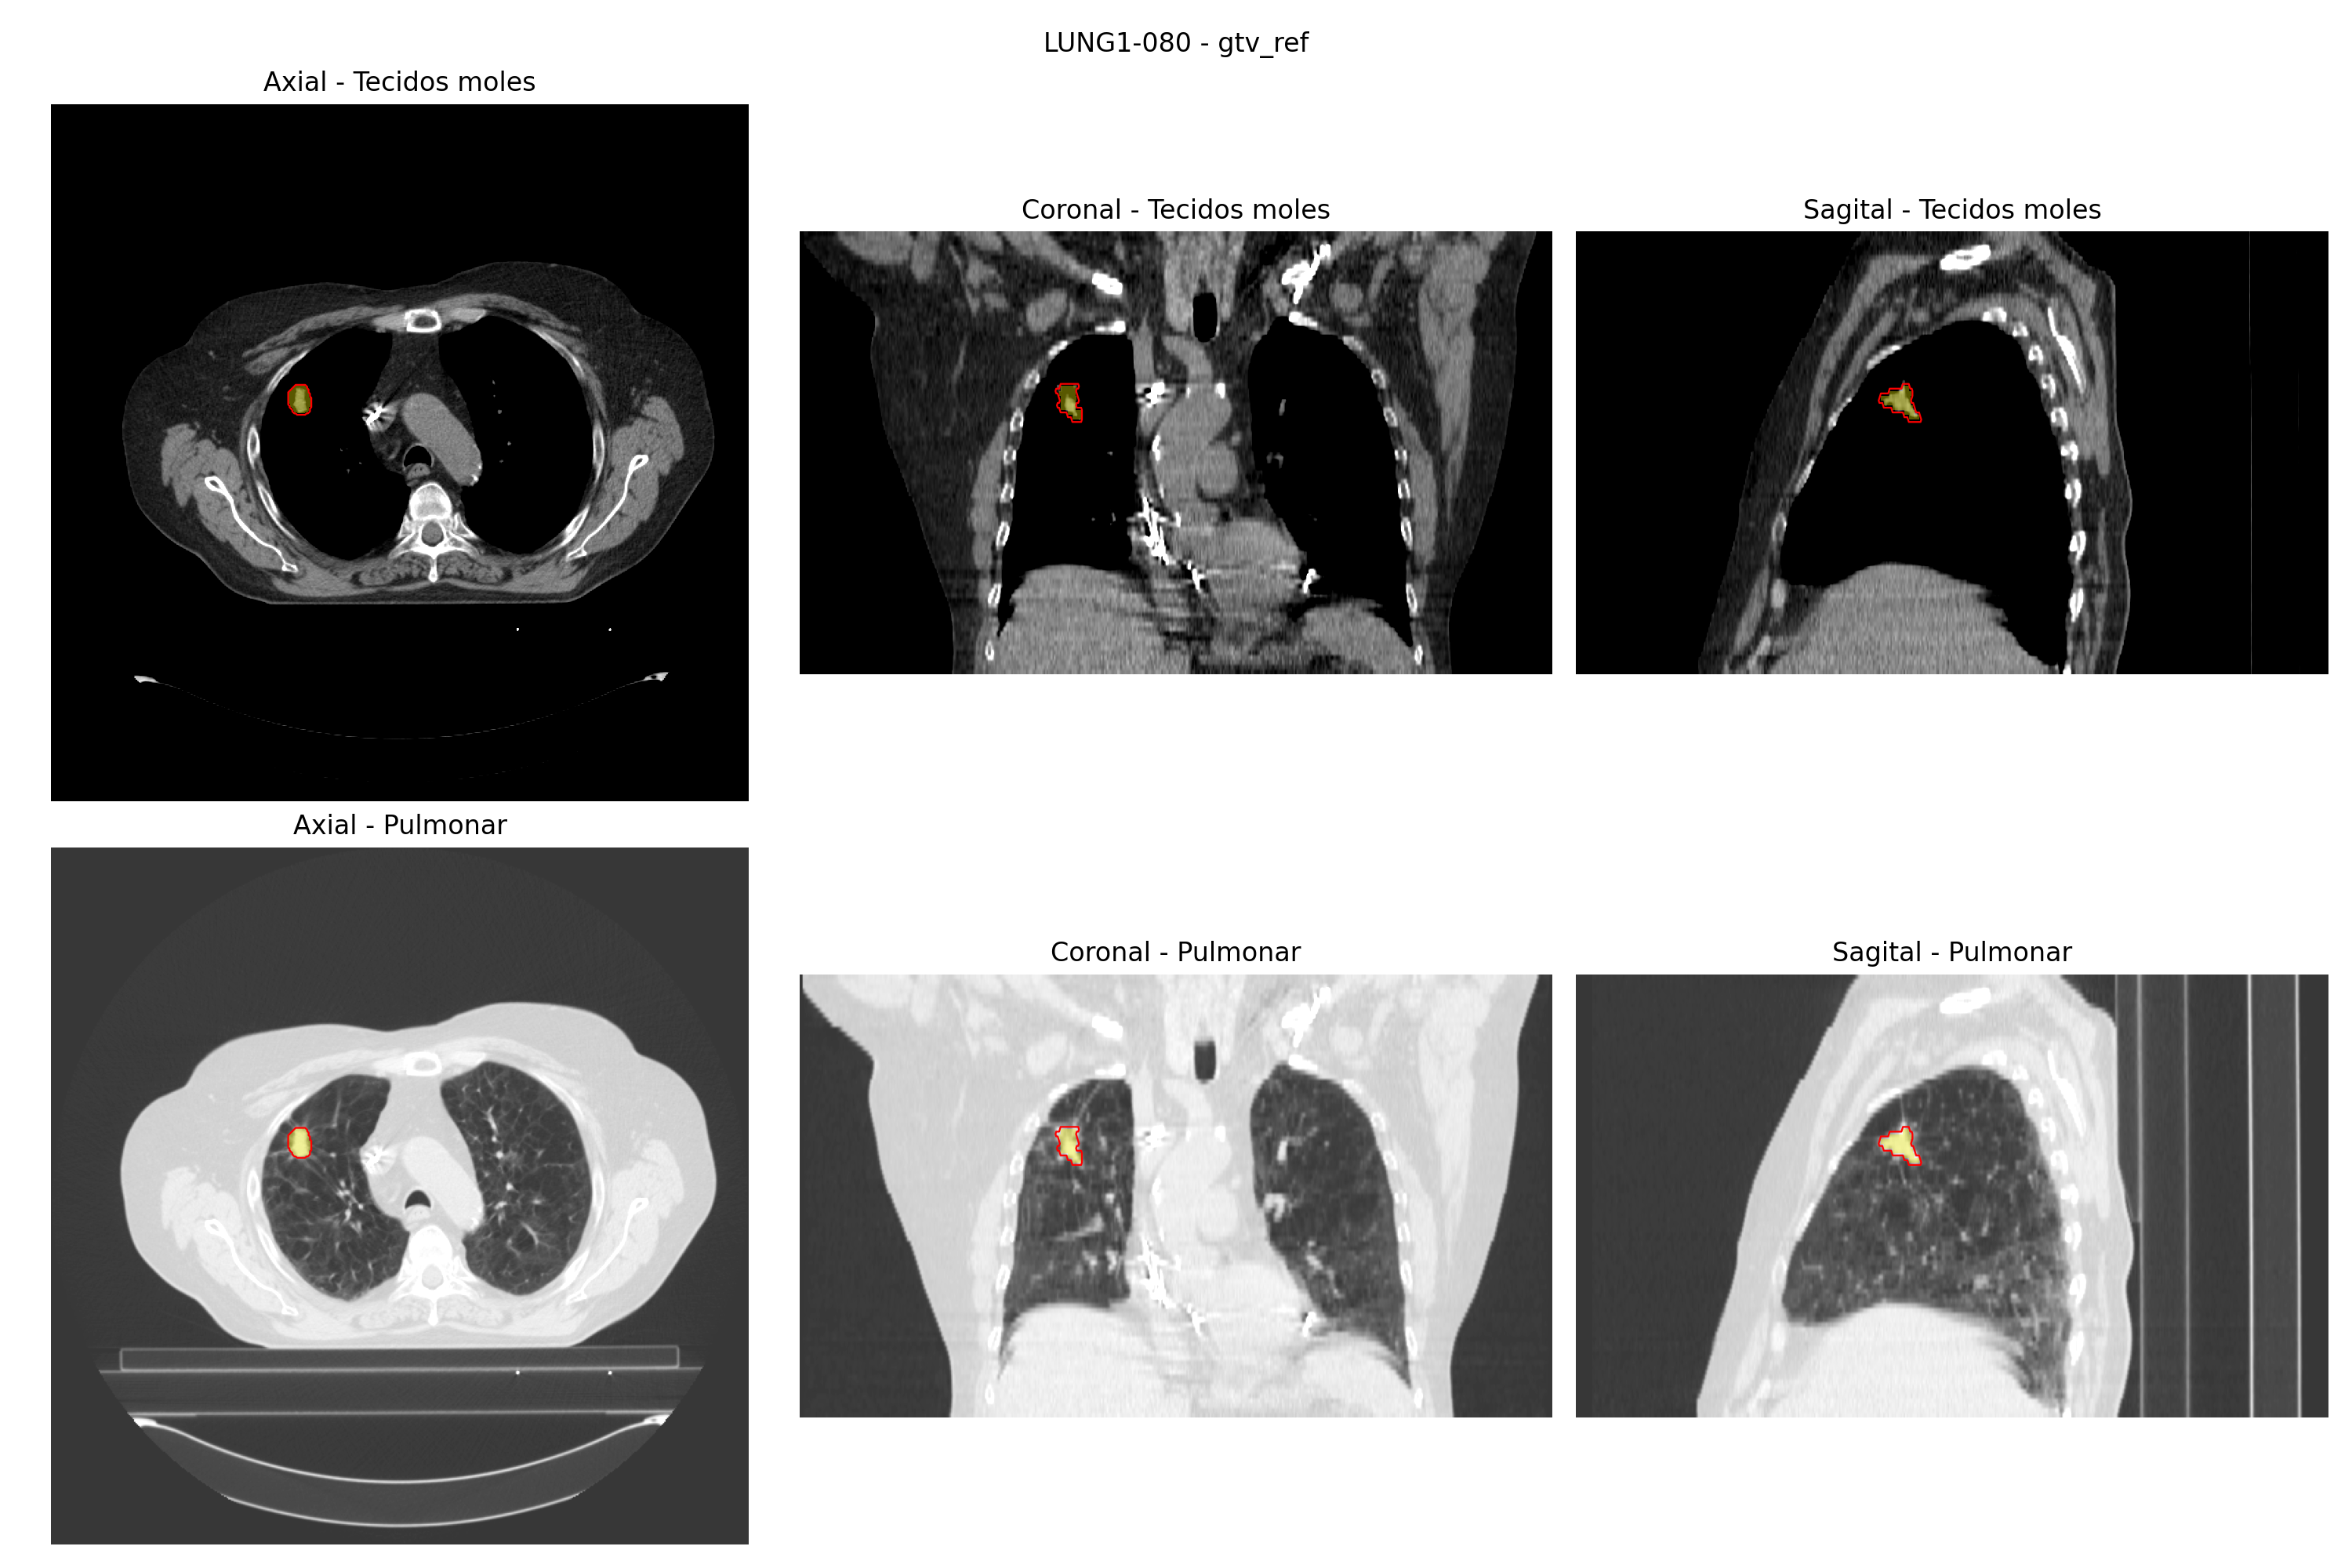 LUNG1-080 - gtv_ref
Axial - Tecidos moles
Coronal - Tecidos moles
Sagital - Tecidos moles
Axial - Pulmonar
Coronal - Pulmonar
Sagital - Pulmonar